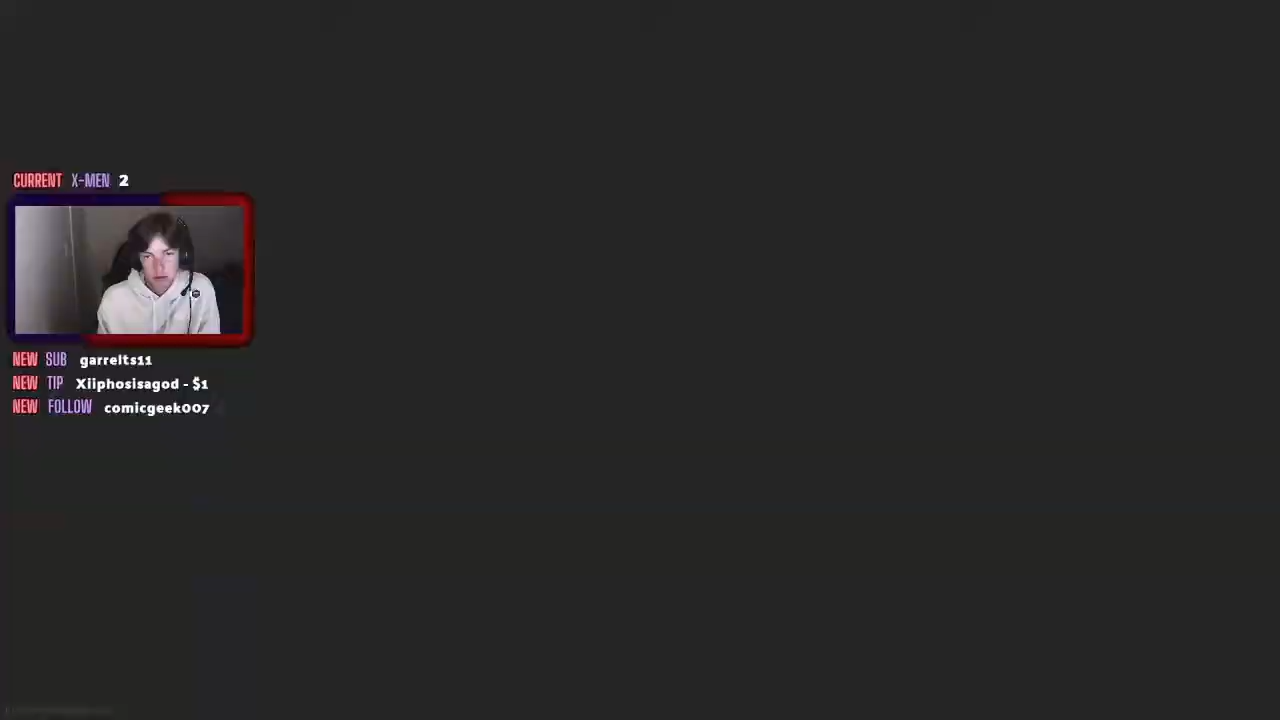 CURRENT X-MEN 2
NEW SUB garrelts11
NEW TIP Xiiphosisagod - $1
NEW FOLLOW comicgeek007